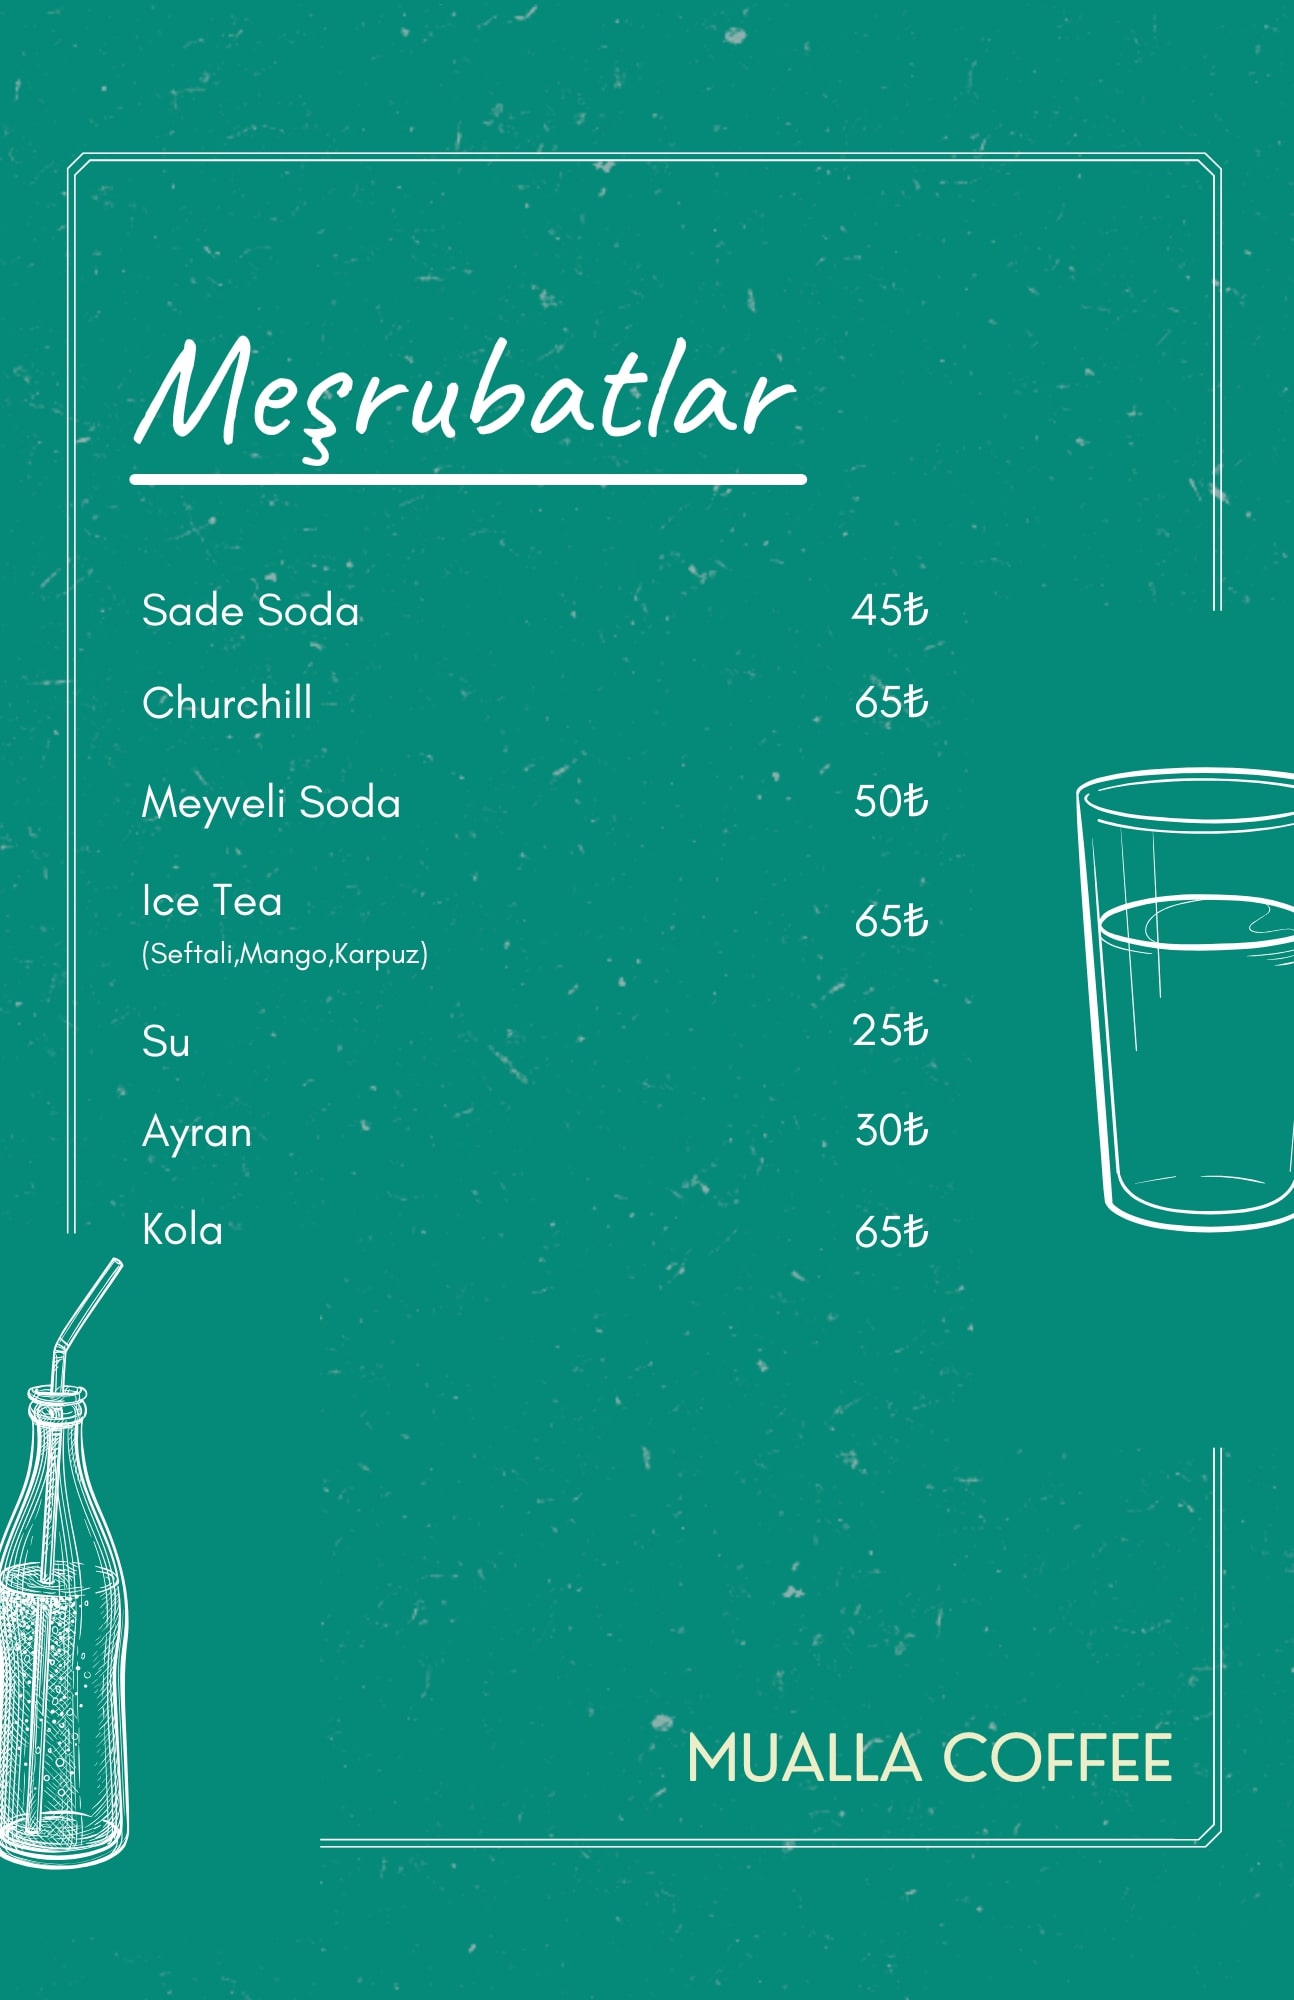 Meşrubatlar
Sade Soda 45₺
Churchill 65₺
Meyveli Soda 50₺
Ice Tea 65₺
(Seftali,Mango,Karpuz)
Su 25₺
Ayran 30₺
Kola 65₺
MUALLA COFFEE